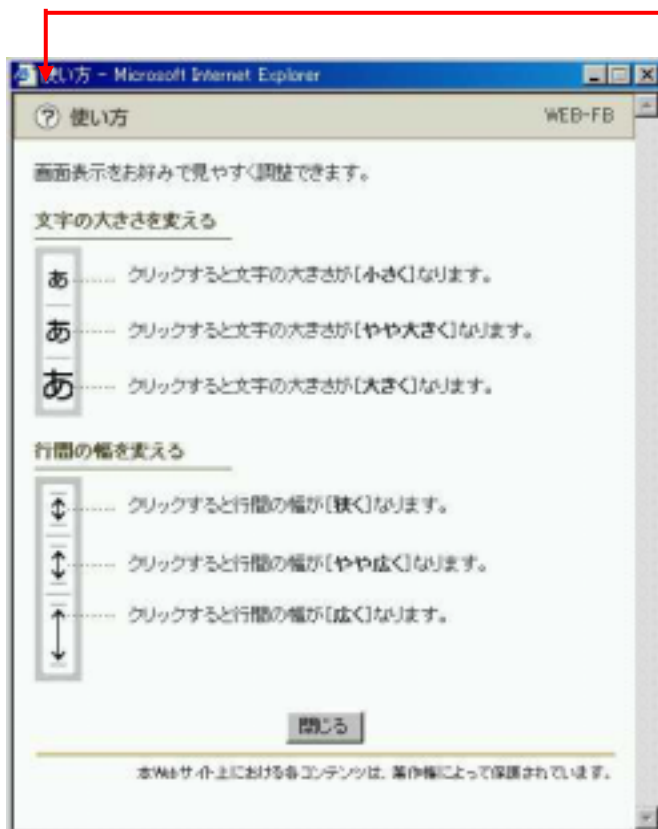 使い方 - Microsoft Internet Explorer
? 使い方 WEB-FB
画面表示をお好みで見やすく調整できます。
文字の大きさを変える
あ クリックすると文字の大きさが[小さく]なります。
あ クリックすると文字の大きさが[やや大きく]なります。
あ クリックすると文字の大きさが[大きく]なります。
行間の幅を変える
クリックすると行間の幅が[狭く]なります。
クリックすると行間の幅が[やや広く]なります。
クリックすると行間の幅が[広く]なります。
閉じる
本Webサイト上における各コンテンツは、著作権によって保護されています。